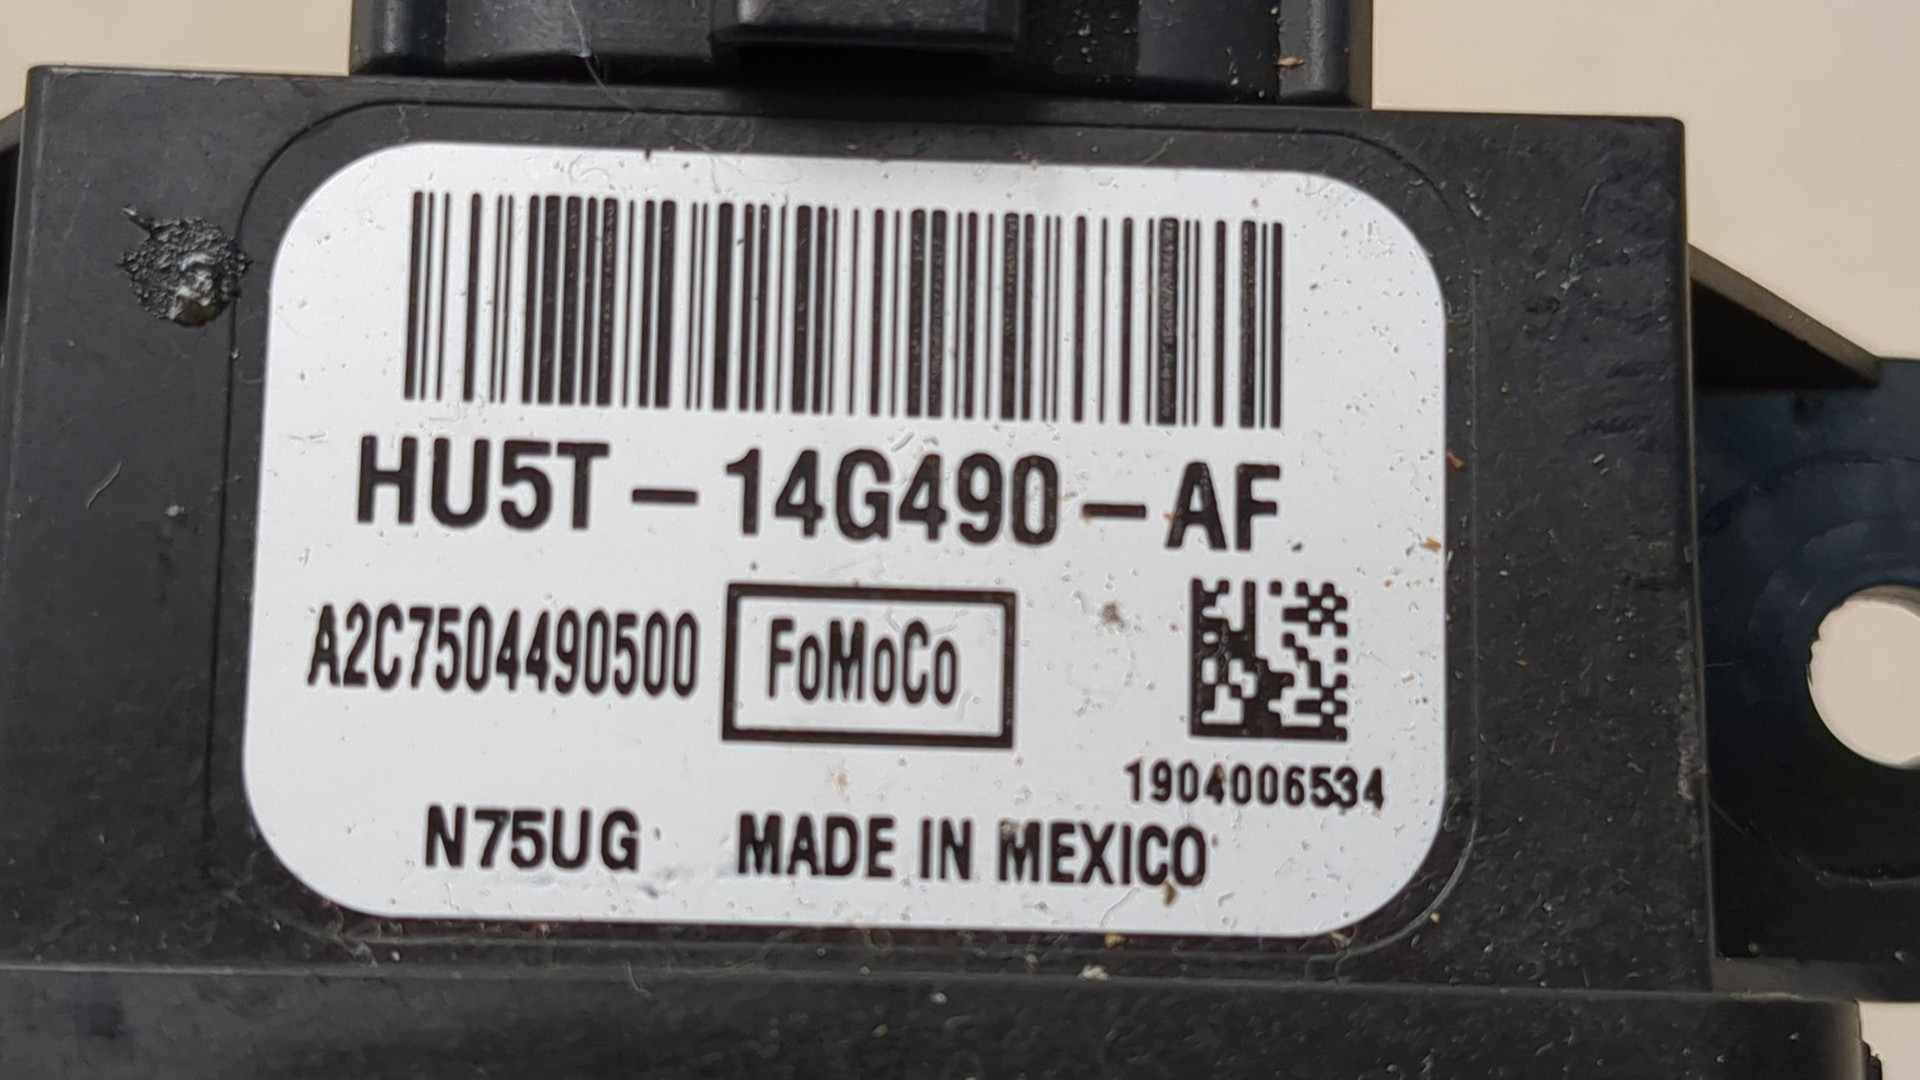 HU5T-14G490-AF
A2C7504490500 FoMoCo
1904006534
N75UG MADE IN MEXICO